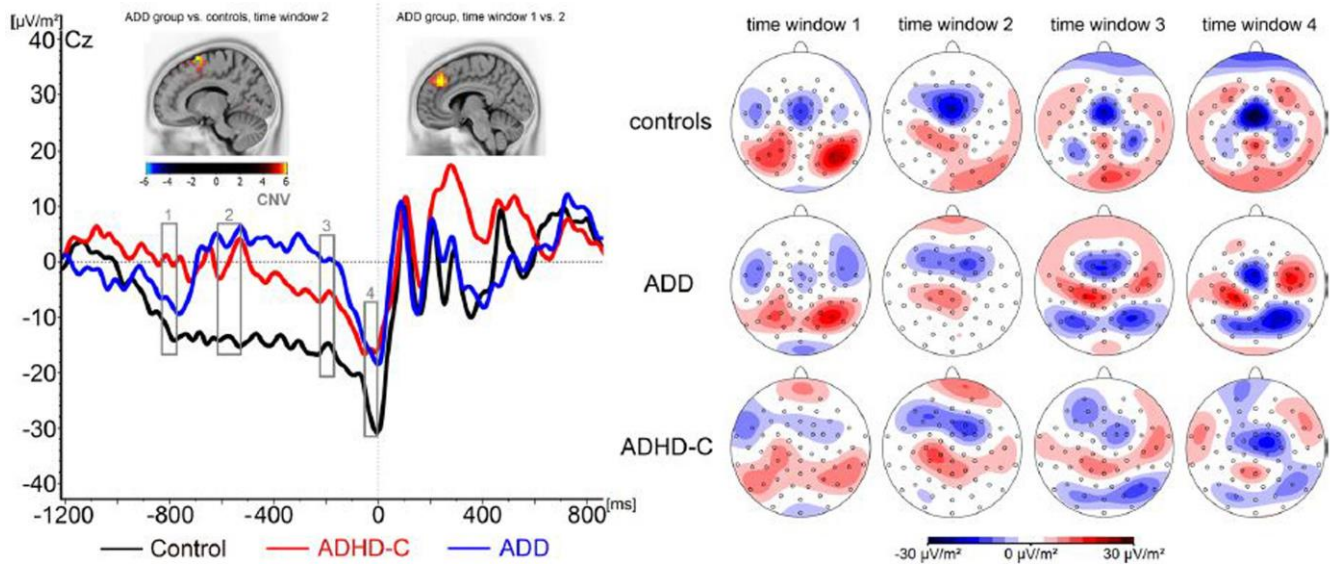 [µV/m²]
ADD group vs. controls, time window 2
ADD group, time window 1 vs. 2
40
Cz
30
20
10
0
-10
-20
-30
-40
-6 -4 -2 0 2 4 6
CNV
1
2
3
4
-1200 -800 -400 0 400 800 [ms]
Control ADHD-C ADD
time window 1 time window 2 time window 3 time window 4
controls
ADD
ADHD-C
-30 µV/m² 0 µV/m² 30 µV/m²